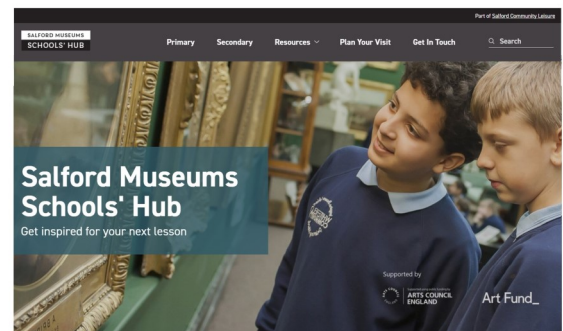 Part of Salford Community Leisure
SALFORD MUSEUMS
SCHOOLS' HUB
Primary
Secondary
Resources
Plan Your Visit
Get In Touch
Search
Salford Museums
Schools' Hub
Get inspired for your next lesson
Supported by
ARTS COUNCIL
ENGLAND
Art Fund_